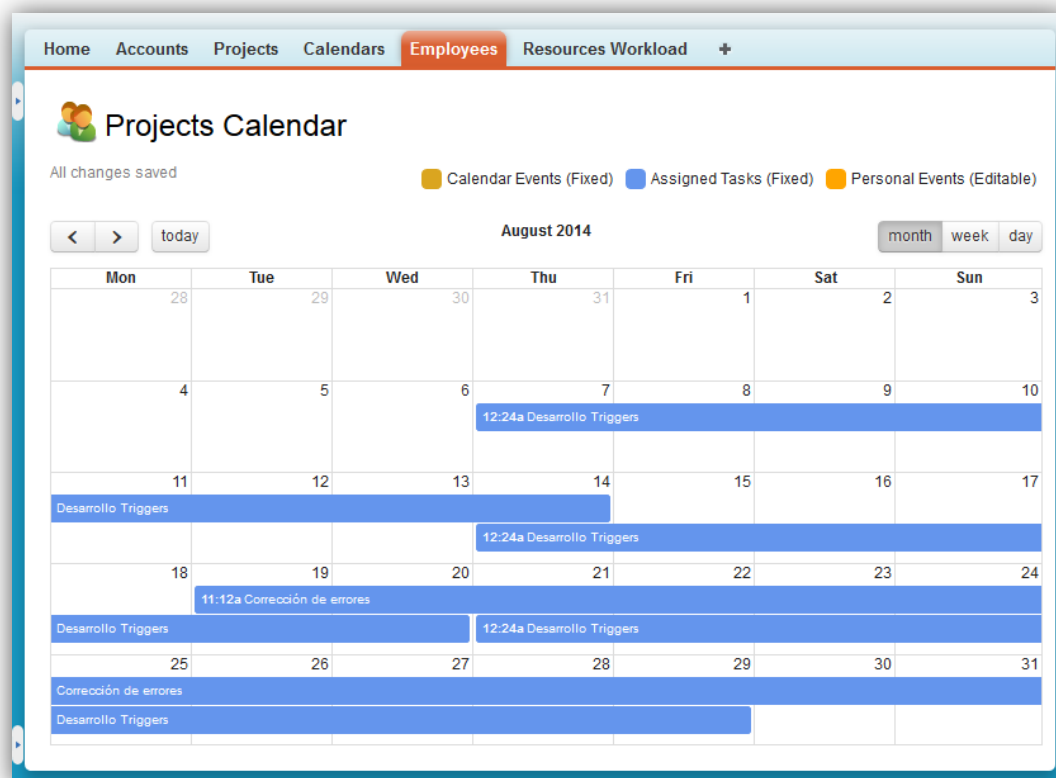 Home Accounts Projects Calendars Employees Resources Workload +
Projects Calendar
All changes saved
Calendar Events (Fixed) Assigned Tasks (Fixed) Personal Events (Editable)
< > today August 2014 month week day
Mon Tue Wed Thu Fri Sat Sun
28 29 30 31 1 2 3
4 5 6 7 8 9 10
12:24a Desarrollo Triggers
11 12 13 14 15 16 17
Desarrollo Triggers
12:24a Desarrollo Triggers
18 19 20 21 22 23 24
11:12a Corrección de errores
Desarrollo Triggers 12:24a Desarrollo Triggers
25 26 27 28 29 30 31
Corrección de errores
Desarrollo Triggers